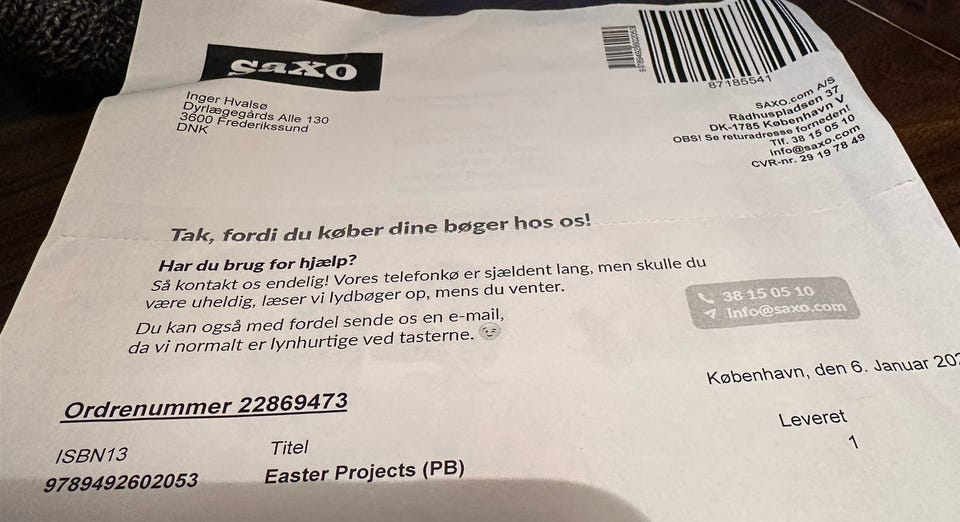 saxo
Inger Hvalsø
Dyrlægegårds Alle 130
3600 Frederikssund
DNK
9789492602053
87185541
SAXO.com A/S
Rådhuspladsen 37
DK-1785 København V
OBS! Se returadresse forneden!
Tlf. 38 15 05 10
Info@saxo.com
CVR-nr. 29 19 78 49
Tak, fordi du køber dine bøger hos os!
Har du brug for hjælp?
Så kontakt os endelig! Vores telefonkø er sjældent lang, men skulle du
være uheldig, læser vi lydbøger op, mens du venter.
Du kan også med fordel sende os en e-mail,
da vi normalt er lynhurtige ved tasterne. 😉
38 15 05 10
Info@saxo.com
København, den 6. Januar 202
Ordrenummer 22869473
Leveret
ISBN13 Titel
1
9789492602053 Easter Projects (PB)